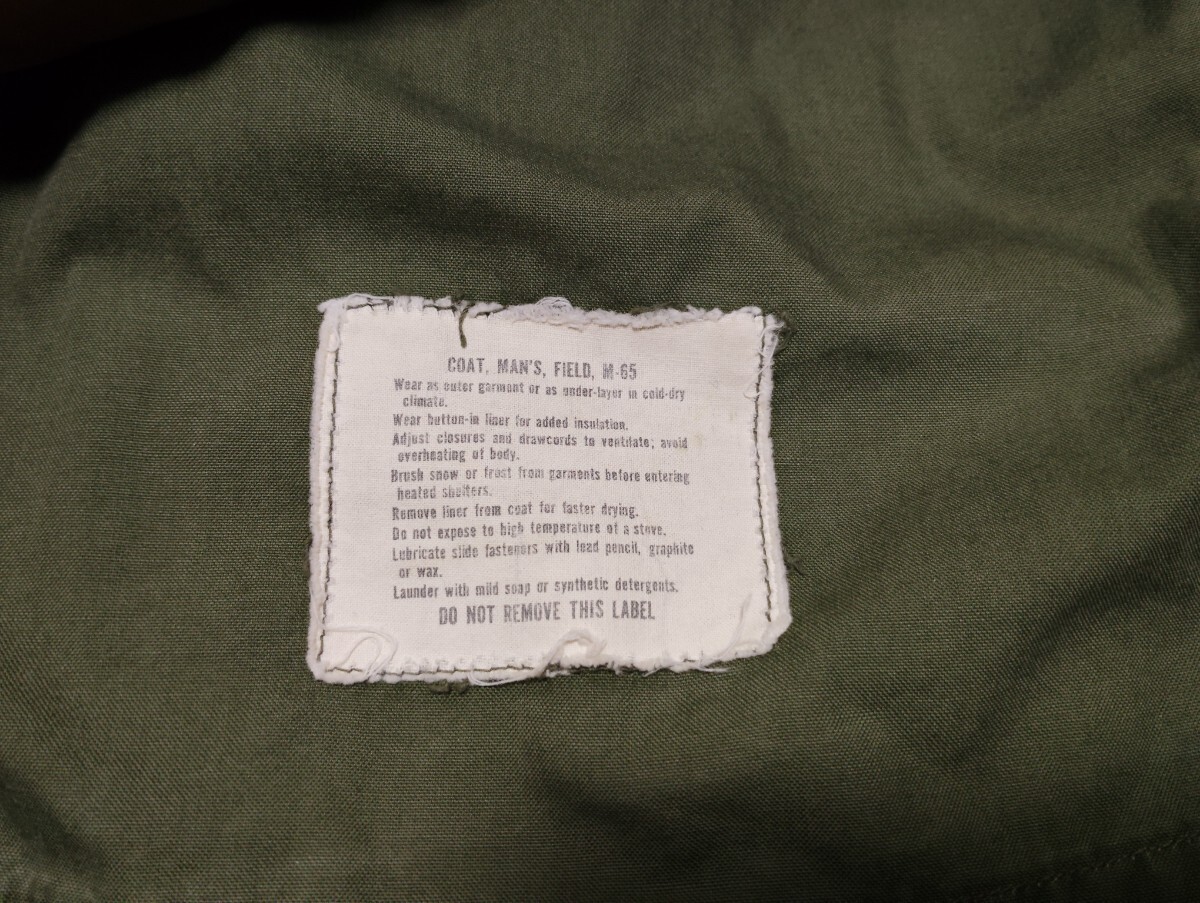 COAT, MAN'S, FIELD, M-65
Wear as outer garment or as under-layer in cold-dry
climate.
Wear button-in liner for added insulation.
Adjust closures and drawcords to ventilate; avoid
overheating of body.
Brush snow or frost from garments before entering
heated shelters.
Remove liner from coat for faster drying.
Do not expose to high temperature of a stove.
Lubricate slide fasteners with lead pencil, graphite
or wax.
Launder with mild soap or synthetic detergents.
DO NOT REMOVE THIS LABEL